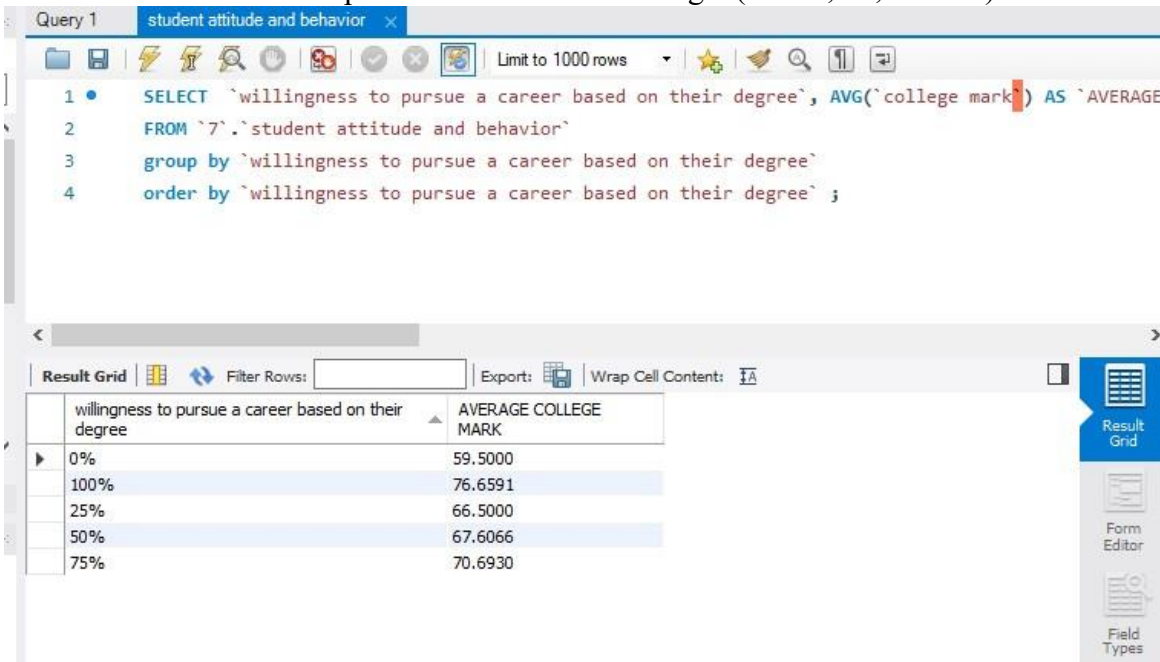 Query 1
student attitude and behavior
Limit to 1000 rows
1 SELECT `willingness to pursue a career based on their degree`, AVG(`college mark`) AS `AVERAGE
2 FROM `7`.`student attitude and behavior`
3 group by `willingness to pursue a career based on their degree`
4 order by `willingness to pursue a career based on their degree` ;
Result Grid
Filter Rows:
Export:
Wrap Cell Content:
willingness to pursue a career based on their
degree
AVERAGE COLLEGE
MARK
0% 59.5000
100% 76.6591
25% 66.5000
50% 67.6066
75% 70.6930
Result
Grid
Form
Editor
Field
Types